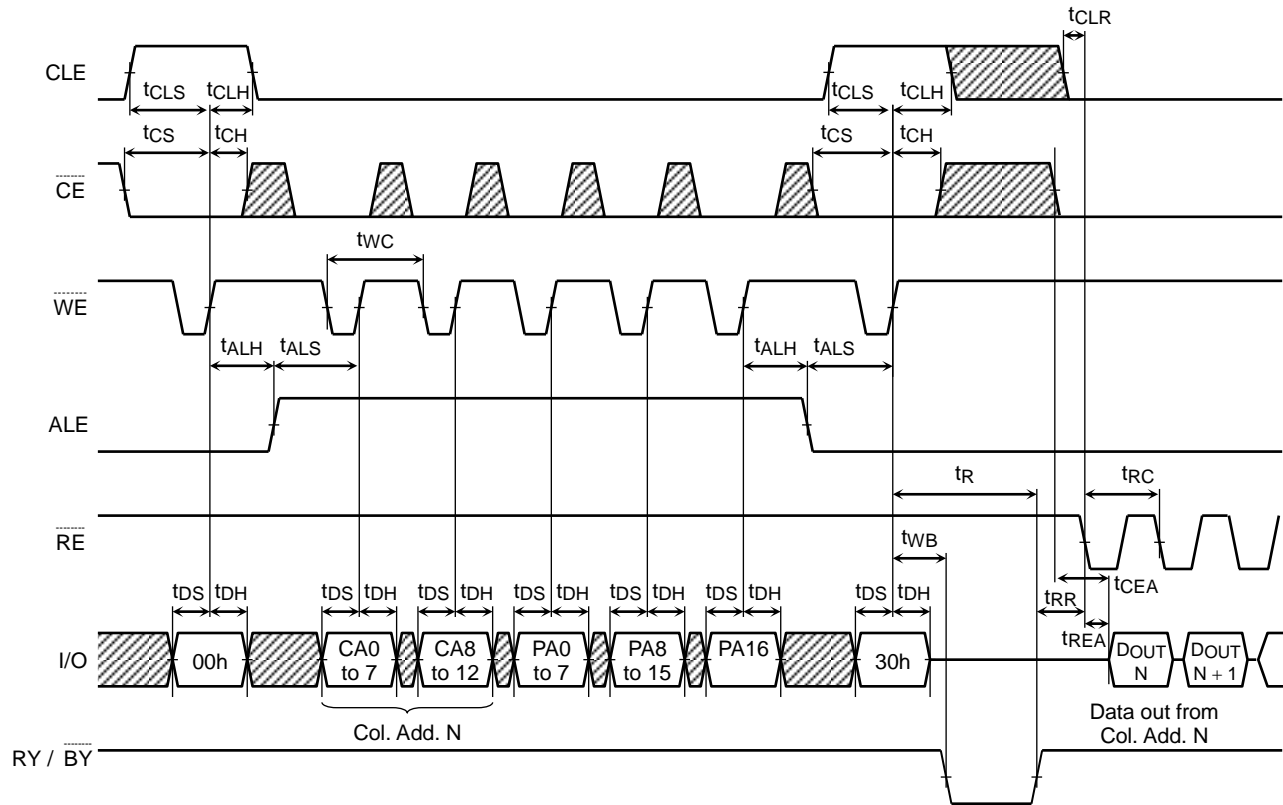 tCLR
CLE
tCLS tCLH tCLS tCLH
tCS tCH tCS tCH
CE
tWC
WE
tALH tALS tALH tALS
ALE
tR tRC
RE
tWB
tDS tDH tDS tDH tDS tDH tDS tDH tDS tDH tDS tDH tDS tDH tRR tCEA
tREA
I/O 00h CA0 to 7 CA8 to 12 PA0 to 7 PA8 to 15 PA16 30h DOUT N DOUT N + 1
Col. Add. N
Data out from
Col. Add. N
RY / BY